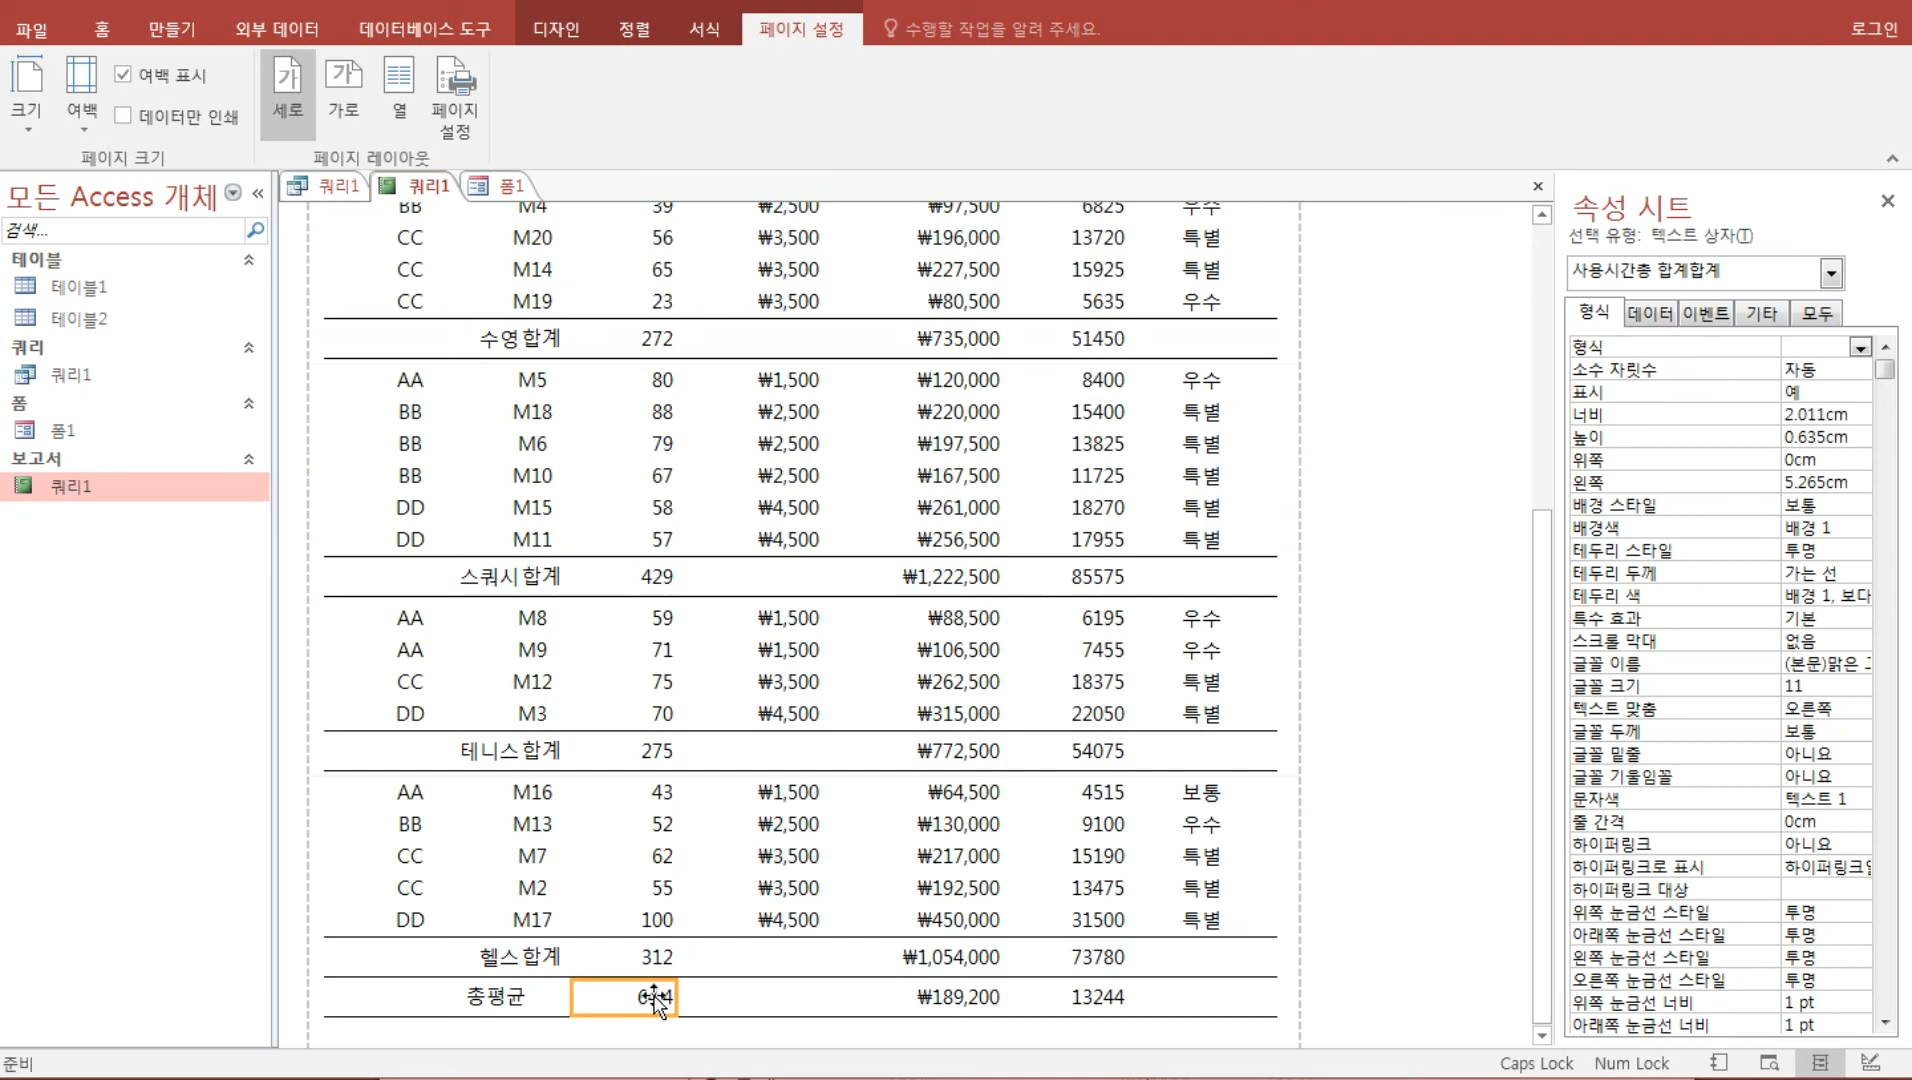 파일 홈 만들기 외부 데이터 데이터베이스 도구 디자인 정렬 서식 페이지 설정 수행할 작업을 알려 주세요. 로그인
크기 여백 여백 표시 데이터만 인쇄 세로 가로 열 페이지 설정
페이지 크기 페이지 레이아웃
모든 Access 개체
검색...
테이블
테이블1
테이블2
쿼리
쿼리1
폼
폼1
보고서
쿼리1
쿼리1 쿼리1 폼1
BB M4 39 ₩2,500 ₩97,500 6825 우수
CC M20 56 ₩3,500 ₩196,000 13720 특별
CC M14 65 ₩3,500 ₩227,500 15925 특별
CC M19 23 ₩3,500 ₩80,500 5635 우수
수영합계 272 ₩735,000 51450
AA M5 80 ₩1,500 ₩120,000 8400 우수
BB M18 88 ₩2,500 ₩220,000 15400 특별
BB M6 79 ₩2,500 ₩197,500 13825 특별
BB M10 67 ₩2,500 ₩167,500 11725 특별
DD M15 58 ₩4,500 ₩261,000 18270 특별
DD M11 57 ₩4,500 ₩256,500 17955 특별
스쿼시합계 429 ₩1,222,500 85575
AA M8 59 ₩1,500 ₩88,500 6195 우수
AA M9 71 ₩1,500 ₩106,500 7455 우수
CC M12 75 ₩3,500 ₩262,500 18375 특별
DD M3 70 ₩4,500 ₩315,000 22050 특별
테니스합계 275 ₩772,500 54075
AA M16 43 ₩1,500 ₩64,500 4515 보통
BB M13 52 ₩2,500 ₩130,000 9100 우수
CC M7 62 ₩3,500 ₩217,000 15190 특별
CC M2 55 ₩3,500 ₩192,500 13475 특별
DD M17 100 ₩4,500 ₩450,000 31500 특별
헬스합계 312 ₩1,054,000 73780
총평균 ₩189,200 13244
속성 시트
선택 유형: 텍스트 상자(T)
사용시간총 합계합계
형식 데이터 이벤트 기타 모두
형식
소수 자릿수 자동
표시 예
너비 2.011cm
높이 0.635cm
위쪽 0cm
왼쪽 5.265cm
배경 스타일 보통
배경색 배경 1
테두리 스타일 투명
테두리 두께 가는 선
테두리 색 배경 1, 보다
특수 효과 기본
스크롤 막대 없음
글꼴 이름 (본문)맑은
글꼴 크기 11
텍스트 맞춤 오른쪽
글꼴 두께 보통
글꼴 밑줄 아니요
글꼴 기울임꼴 아니요
문자색 텍스트 1
줄 간격 0cm
하이퍼링크 아니요
하이퍼링크로 표시 하이퍼링크
하이퍼링크 대상
위쪽 눈금선 스타일 투명
아래쪽 눈금선 스타일 투명
왼쪽 눈금선 스타일 투명
오른쪽 눈금선 스타일 투명
위쪽 눈금선 너비 1 pt
아래쪽 눈금선 너비 1 pt
준비 Caps Lock Num Lock